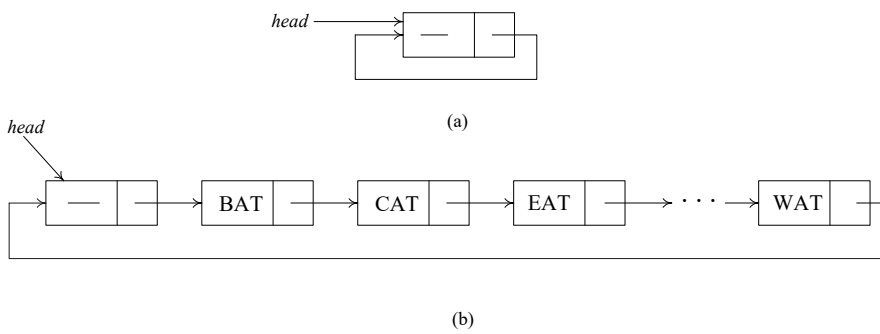 head
(a)
head
BAT CAT EAT · · · WAT
(b)